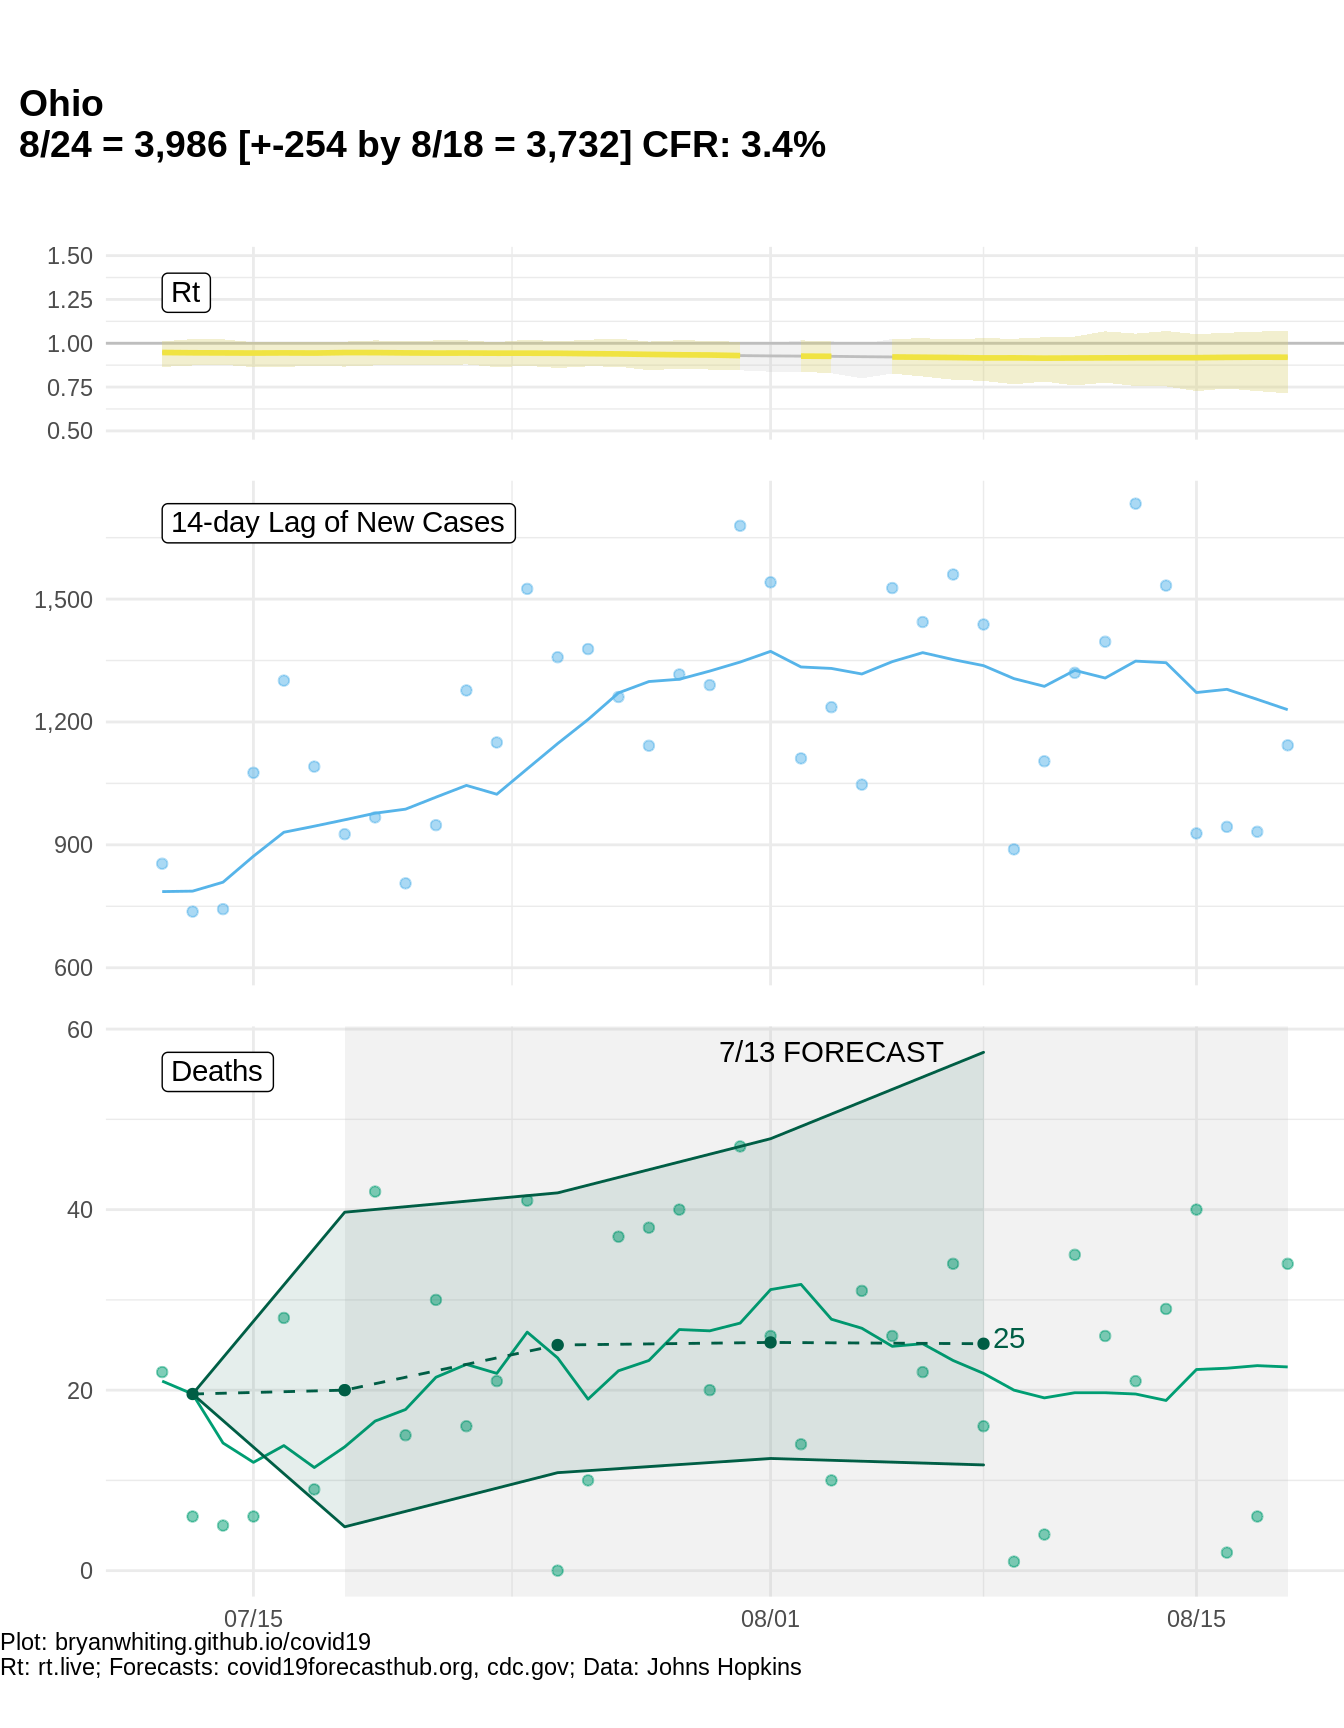 Ohio
8/24 = 3,986 [+-254 by 8/18 = 3,732] CFR: 3.4%
1.50
Rt
1.25
1.00
0.75
0.50
14-day Lag of New Cases
1,500
1,200
900
600
60
7/13 FORECAST
Deaths
40
25
20
0
07/15 08/01 08/15
Plot: bryanwhiting.github.io/covid19
Rt: rt.live; Forecasts: covid19forecasthub.org, cdc.gov; Data: Johns Hopkins